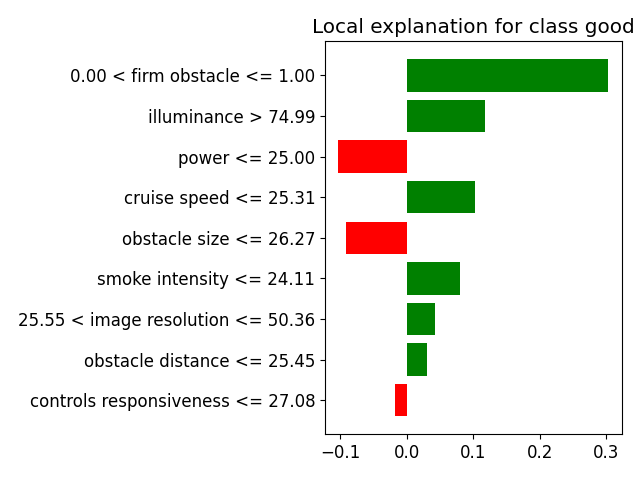 Local explanation for class good
0.00 < firm obstacle <= 1.00
illuminance > 74.99
power <= 25.00
cruise speed <= 25.31
obstacle size <= 26.27
smoke intensity <= 24.11
25.55 < image resolution <= 50.36
obstacle distance <= 25.45
controls responsiveness <= 27.08
−0.1 0.0 0.1 0.2 0.3